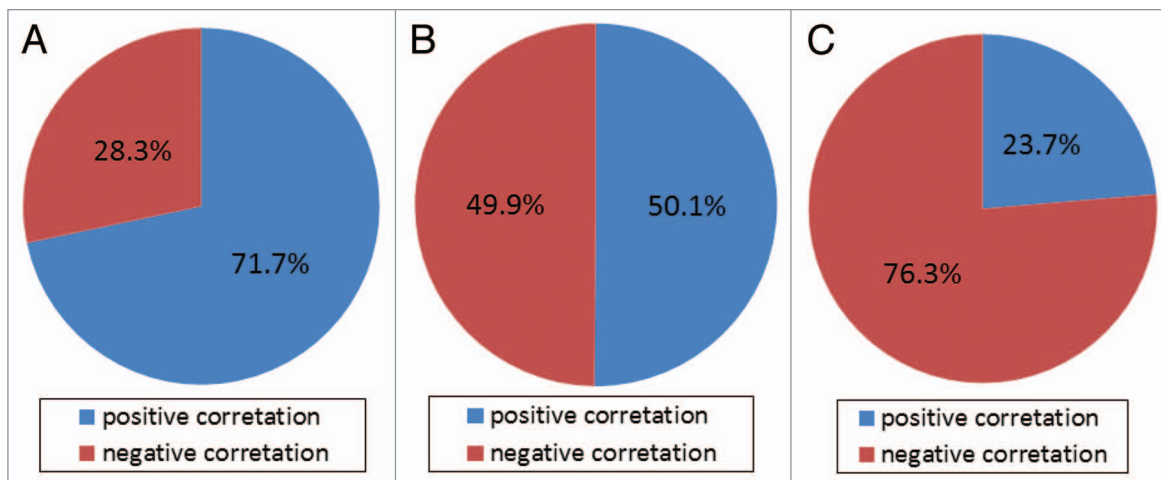 A
28.3%
71.7%
positive corretation
negative corretation
B
49.9%
50.1%
positive corretation
negative corretation
C
23.7%
76.3%
positive corretation
negative corretation